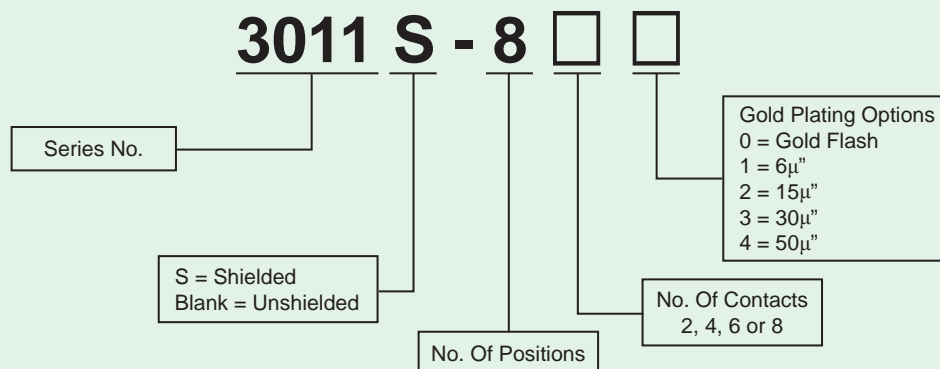 3011 S - 8 □ □
Series No.
Gold Plating Options
0 = Gold Flash
1 = 6µ”
2 = 15µ”
3 = 30µ”
4 = 50µ”
S = Shielded
Blank = Unshielded
No. Of Contacts
2, 4, 6 or 8
No. Of Positions